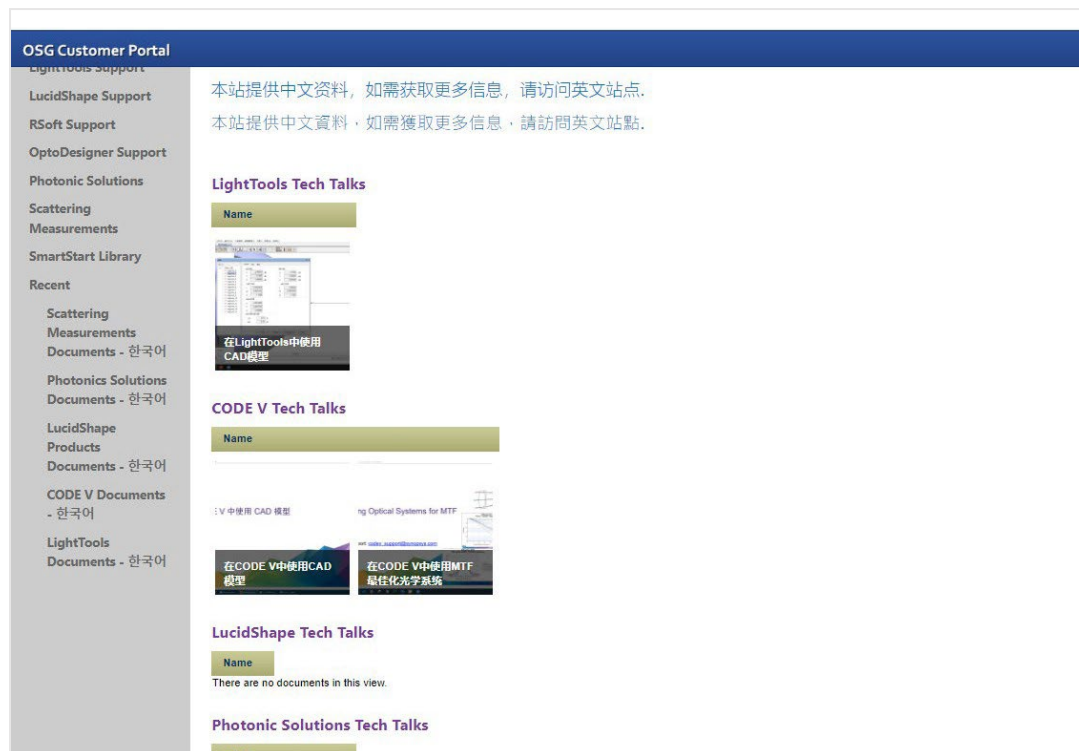 OSG Customer Portal
LightTools Support
LucidShape Support
RSoft Support
OptoDesigner Support
Photonic Solutions
Scattering
Measurements
SmartStart Library
Recent
Scattering
Measurements
Documents - 한국어
Photonics Solutions
Documents - 한국어
LucidShape
Products
Documents - 한국어
CODE V Documents
- 한국어
LightTools
Documents - 한국어
本站提供中文资料，如需获取更多信息，请访问英文站点.
本站提供中文資料，如需獲取更多信息，請訪問英文站點.
LightTools Tech Talks
Name
在LightTools中使用
CAD模型
CODE V Tech Talks
Name
E V 中使用 CAD 模型
ng Optical Systems for MTF
codev_support@synopsys.com
在CODE V中使用CAD
模型
在CODE V中使用MTF
最佳化光学系统
LucidShape Tech Talks
Name
There are no documents in this view.
Photonic Solutions Tech Talks